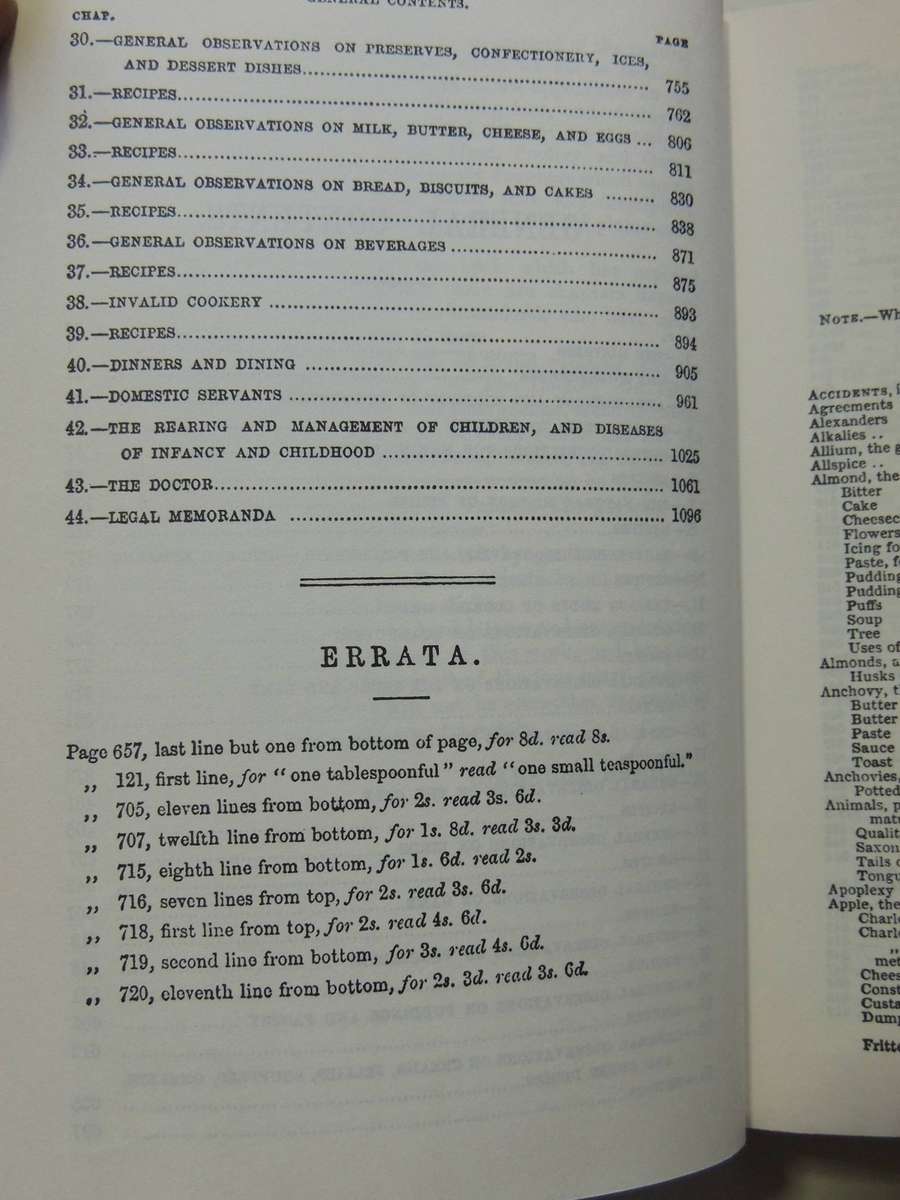 GENERAL CONTENTS.
CHAP. PAGE
30.—GENERAL OBSERVATIONS ON PRESERVES, CONFECTIONERY, ICES,
AND DESSERT DISHES........ 755
31.—RECIPES........ 762
32.—GENERAL OBSERVATIONS ON MILK, BUTTER, CHEESE, AND EGGS ... 806
33.—RECIPES........ 811
34.—GENERAL OBSERVATIONS ON BREAD, BISCUITS, AND CAKES ........ 830
35.—RECIPES........ 838
36.—GENERAL OBSERVATIONS ON BEVERAGES ........ 871
37.—RECIPES........ 875
38.—INVALID COOKERY ........ 893
39.—RECIPES........ 894
40.—DINNERS AND DINING ........ 905
41.—DOMESTIC SERVANTS ........ 961
42.—THE REARING AND MANAGEMENT OF CHILDREN, AND DISEASES
OF INFANCY AND CHILDHOOD ........ 1025
43.—THE DOCTOR........ 1061
44.—LEGAL MEMORANDA ........ 1096
ERRATA.
Page 657, last line but one from bottom of page, for 8d. read 8s.
„ 121, first line, for "one tablespoonful" read "one small teaspoonful."
„ 705, eleven lines from bottom, for 2s. read 3s. 6d.
„ 707, twelfth line from bottom, for 1s. 8d. read 3s. 3d.
„ 715, eighth line from bottom, for 1s. 6d. read 2s.
„ 716, seven lines from top, for 2s. read 3s. 6d.
„ 718, first line from top, for 2s. read 4s. 6d.
„ 719, second line from bottom, for 3s. read 4s. 6d.
„ 720, eleventh line from bottom, for 2s. 3d. read 3s. 6d.
NOTE.—Wh
ACCIDENTS, i
Agreements
Alexanders
Alkalies ..
Allium, the g
Allspice ..
Almond, the
Bitter
Cake
Cheesec
Flowers
Icing fo
Paste, f
Pudding
Pudding
Puffs
Soup
Tree
Uses of
Almonds, a
Husks
Anchovy, t
Butter
Butter
Paste
Sauce
Toast
Anchovies,
Potted
Animals, p
mat
Qualit
Saxon
Tails o
Tongu
Apoplexy
Apple, the
Charl
Charl
„
met
Chees
Const
Custa
Dump
Fritte